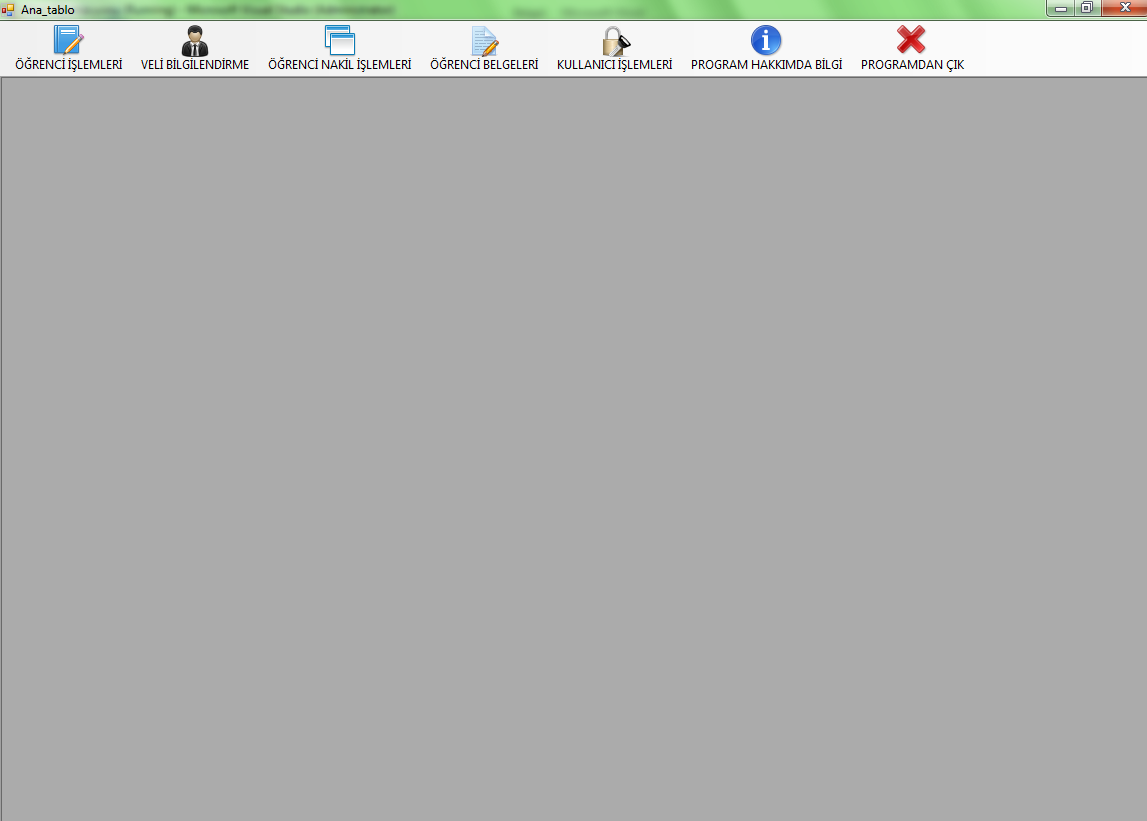 Ana_tablo
ÖĞRENCİ İŞLEMLERİ VELİ BİLGİLENDİRME ÖĞRENCİ NAKİL İŞLEMLERİ ÖĞRENCİ BELGELERİ KULLANICI İŞLEMLERİ PROGRAM HAKKIMDA BİLGİ PROGRAMDAN ÇIK